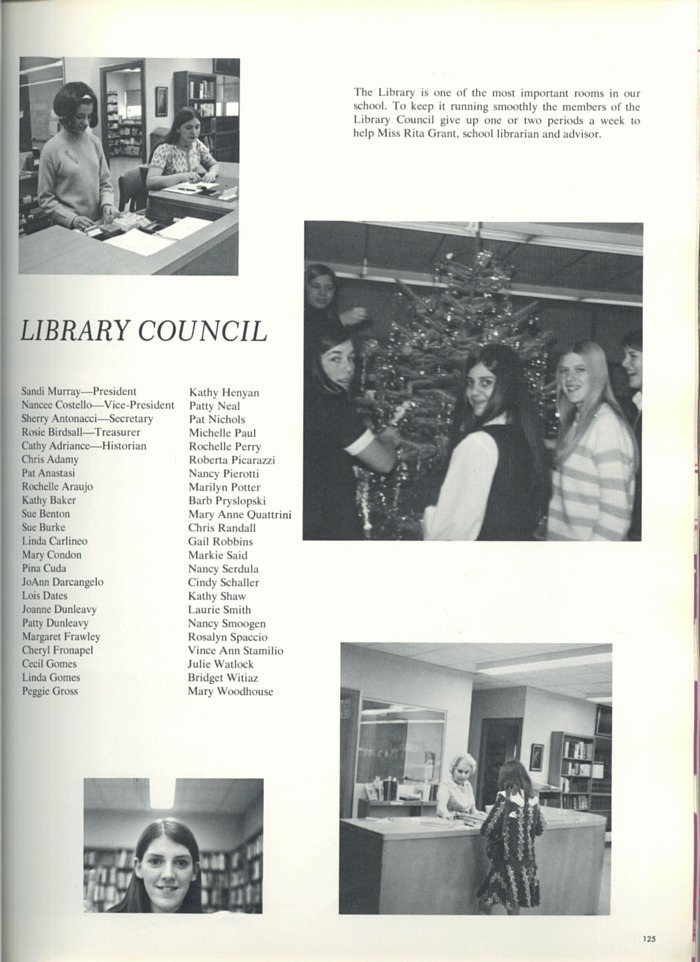 The Library is one of the most important rooms in our
school. To keep it running smoothly the members of the
Library Council give up one or two periods a week to
help Miss Rita Grant, school librarian and advisor.
LIBRARY COUNCIL
Sandi Murray—President
Nancee Costello—Vice-President
Sherry Antonacci—Secretary
Rosie Birdsall—Treasurer
Cathy Adriance—Historian
Chris Adamy
Pat Anastasi
Rochelle Araujo
Kathy Baker
Sue Benton
Sue Burke
Linda Carlineo
Mary Condon
Pina Cuda
JoAnn Darcangelo
Lois Dates
Joanne Dunleavy
Patty Dunleavy
Margaret Frawley
Cheryl Fronapel
Cecil Gomes
Linda Gomes
Peggie Gross
Kathy Henyan
Patty Neal
Pat Nichols
Michelle Paul
Rochelle Perry
Roberta Picarazzi
Nancy Pierotti
Marilyn Potter
Barb Pryslopski
Mary Anne Quattrini
Chris Randall
Gail Robbins
Markie Said
Nancy Serdula
Cindy Schaller
Kathy Shaw
Laurie Smith
Nancy Smoogen
Rosalyn Spaccio
Vince Ann Stamilio
Julie Watlock
Bridget Witiaz
Mary Woodhouse
125